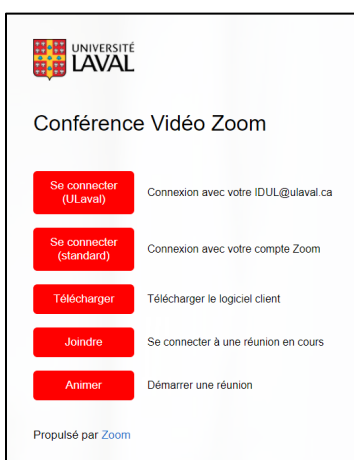 UNIVERSITÉ
LAVAL
Conférence Vidéo Zoom
Se connecter
(ULaval)
Connexion avec votre IDUL@ulaval.ca
Se connecter
(standard)
Connexion avec votre compte Zoom
Télécharger
Télécharger le logiciel client
Joindre
Se connecter à une réunion en cours
Animer
Démarrer une réunion
Propulsé par Zoom